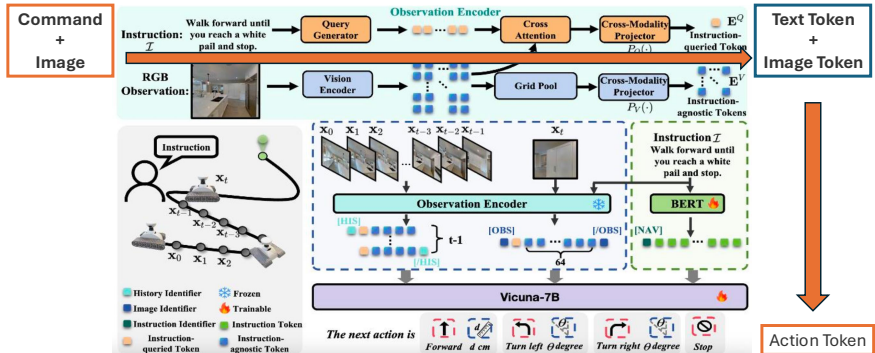 Command
+
Image
Observation Encoder
Instruction:
I
Walk forward until
you reach a white
pail and stop.
Query
Generator
Cross
Attention
Cross-Modality
Projector
P_Q(·)
E^Q
Instruction-
queried Token
Text Token
+
Image Token
RGB
Observation:
Vision
Encoder
Grid Pool
Cross-Modality
Projector
P_V(·)
E^V
Instruction-
agnostic Tokens
Instruction
x_t
x_{t-1}
x_{t-2}
x_{t-3}
x_0
x_1
x_2
x_0
x_1
x_2
x_{t-3}
x_{t-2}
x_{t-1}
x_t
Observation Encoder
[HIS]
[/HIS]
t-1
[OBS]
[/OBS]
64
Instruction I
Walk forward until
you reach a white
pail and stop.
BERT
[NAV]
Vicuna-7B
History Identifier
Frozen
Image Identifier
Trainable
Instruction Identifier
Instruction Token
Instruction-
queried Token
Instruction-
agnostic Token
The next action is
Forward
d
d cm
Turn left
Θ
Θ degree
Turn right
Θ
Θ degree
Stop
Action Token